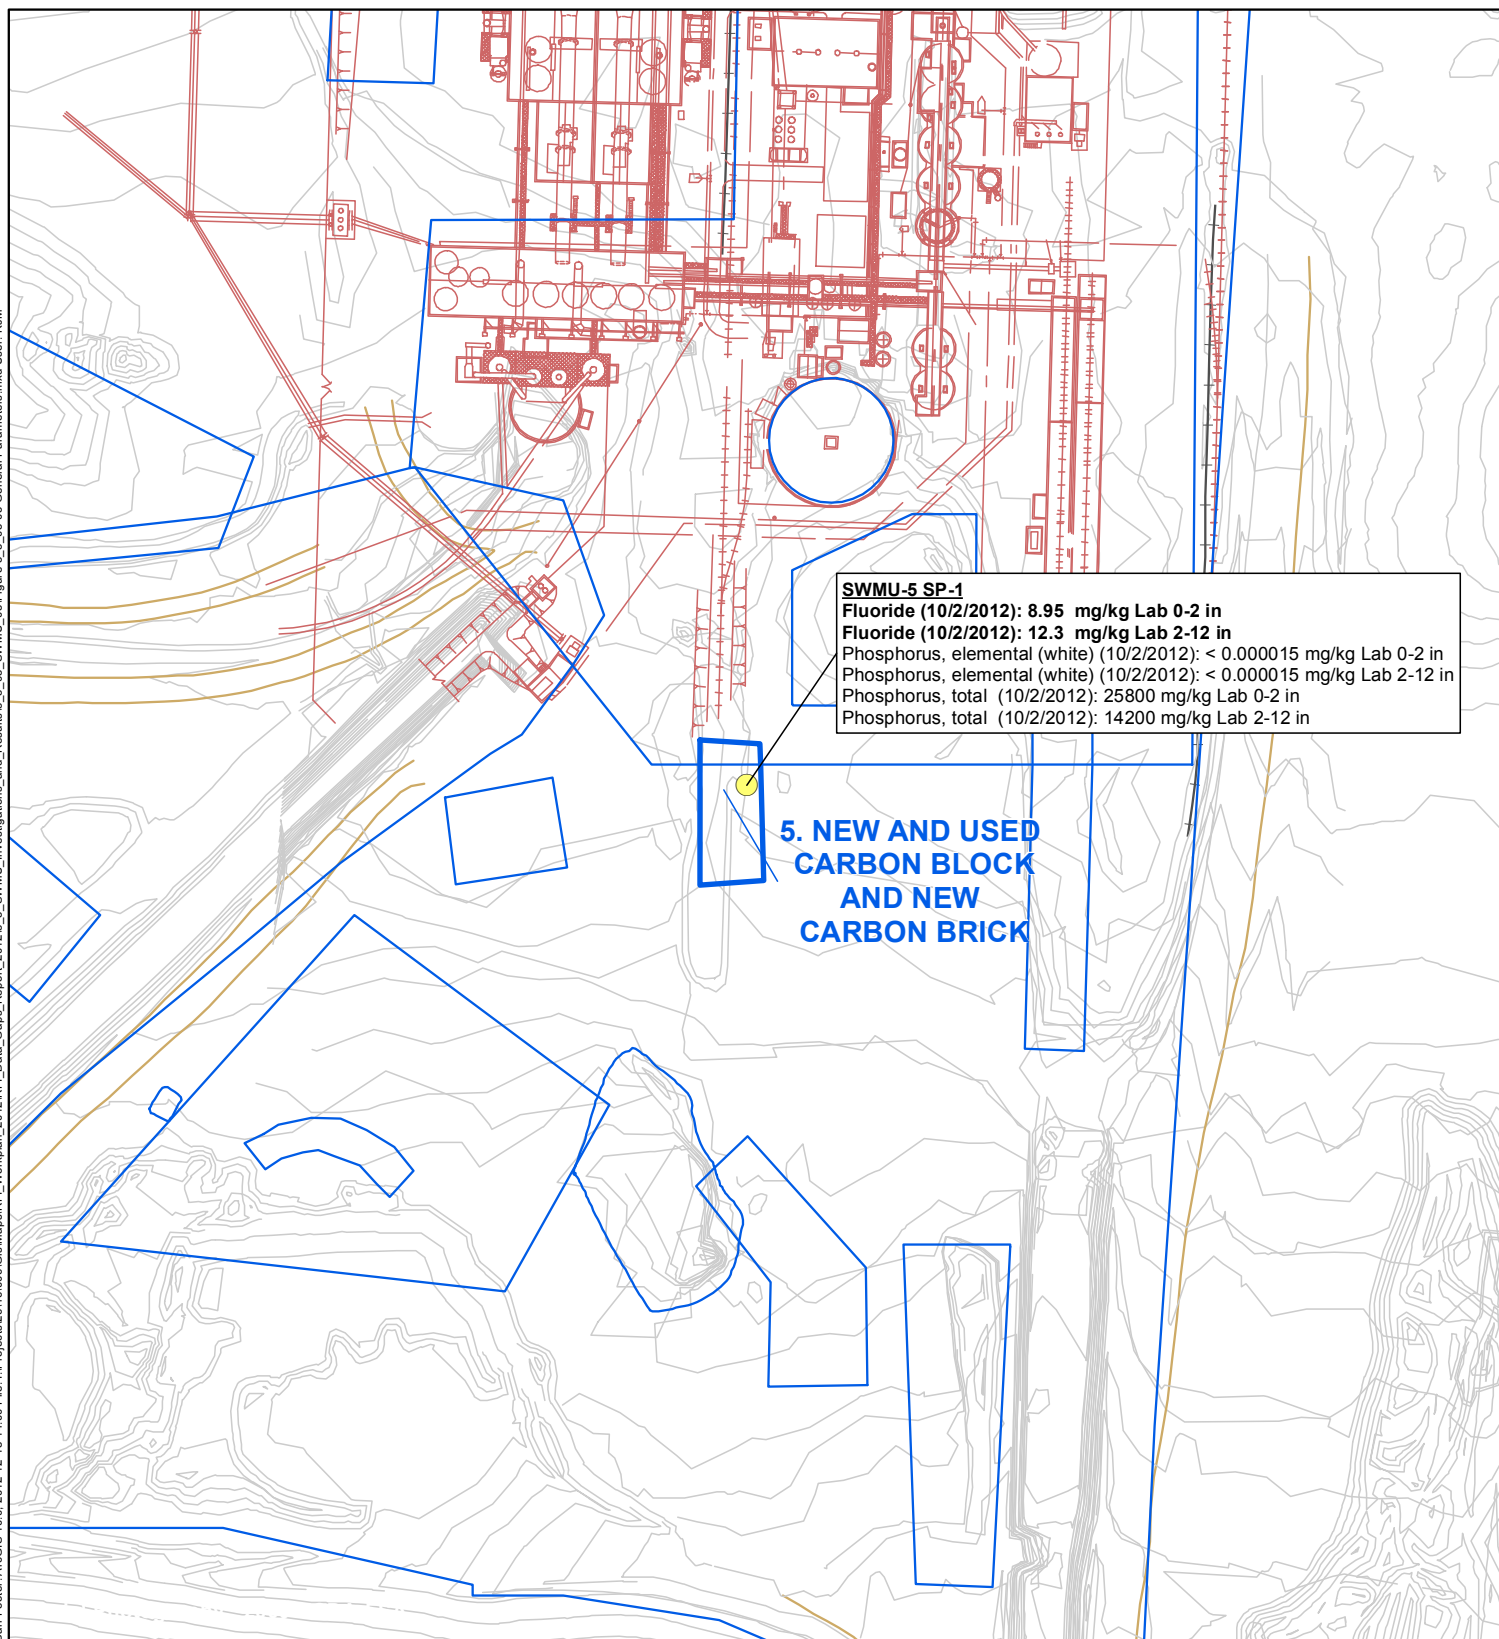 SWMU-5 SP-1
Fluoride (10/2/2012): 8.95 mg/kg Lab 0-2 in
Fluoride (10/2/2012): 12.3 mg/kg Lab 2-12 in
Phosphorus, elemental (white) (10/2/2012): < 0.000015 mg/kg Lab 0-2 in
Phosphorus, elemental (white) (10/2/2012): < 0.000015 mg/kg Lab 2-12 in
Phosphorus, total (10/2/2012): 25800 mg/kg Lab 0-2 in
Phosphorus, total (10/2/2012): 14200 mg/kg Lab 2-12 in
5. NEW AND USED
CARBON BLOCK
AND NEW
CARBON BRICK